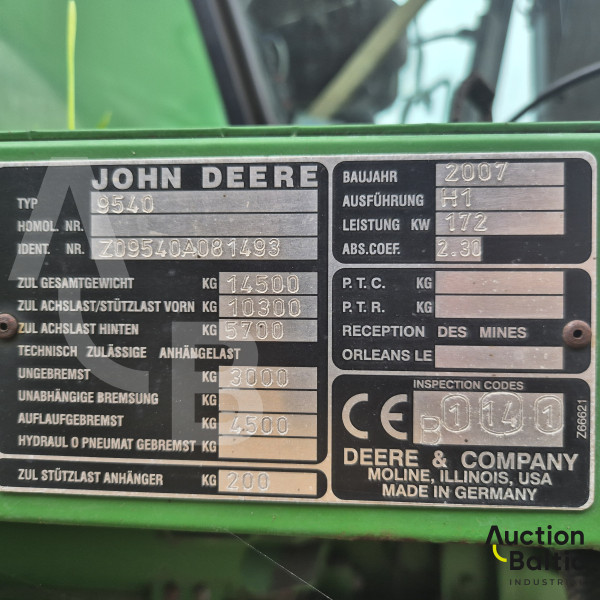 JOHN DEERE
TYP 9540
HOMOL. NR.
IDENT. NR. Z09540A081493
ZUL GESAMTGEWICHT KG 14500
ZUL ACHSLAST/STÜTZLAST VORN KG 10300
ZUL ACHSLAST HINTEN KG 5700
TECHNISCH ZULÄSSIGE ANHÄNGELAST
UNGEBREMST KG 3000
UNABHÄNGIGE BREMSUNG KG
AUFLAUFGEBREMST KG 4500
HYDRAUL O PNEUMAT GEBREMST KG
ZUL STÜTZLAST ANHÄNGER KG 200
BAUJAHR 2007
AUSFÜHRUNG H1
LEISTUNG KW 172
ABS.COEF. 2.30
P.T.C. KG
P.T.R. KG
RECEPTION DES MINES
ORLEANS LE
INSPECTION CODES
CE B 1 14 1
DEERE & COMPANY
MOLINE, ILLINOIS, USA
MADE IN GERMANY
Z66621
A
B
Auction
Baltic
INDUSTRIAL